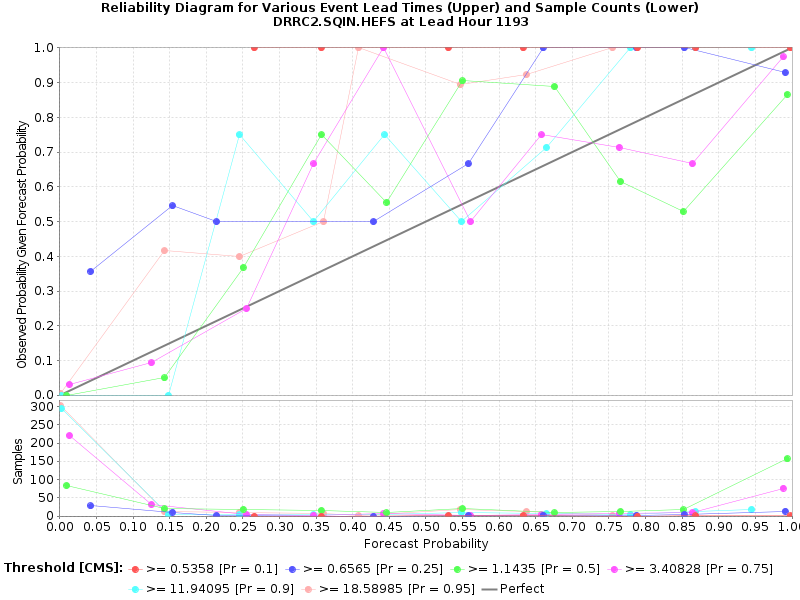 Reliability Diagram for Various Event Lead Times (Upper) and Sample Counts (Lower)
DRRC2.SQIN.HEFS at Lead Hour 1193
Observed Probability Given Forecast Probability
1.0
0.9
0.8
0.7
0.6
0.5
0.4
0.3
0.2
0.1
0.0
Samples
300
250
200
150
100
50
0
0.00 0.05 0.10 0.15 0.20 0.25 0.30 0.35 0.40 0.45 0.50 0.55 0.60 0.65 0.70 0.75 0.80 0.85 0.90 0.95 1.0
Forecast Probability
Threshold [CMS]: >= 0.5358 [Pr = 0.1] >= 0.6565 [Pr = 0.25] >= 1.1435 [Pr = 0.5] >= 3.40828 [Pr = 0.75]
>= 11.94095 [Pr = 0.9] >= 18.58985 [Pr = 0.95] Perfect